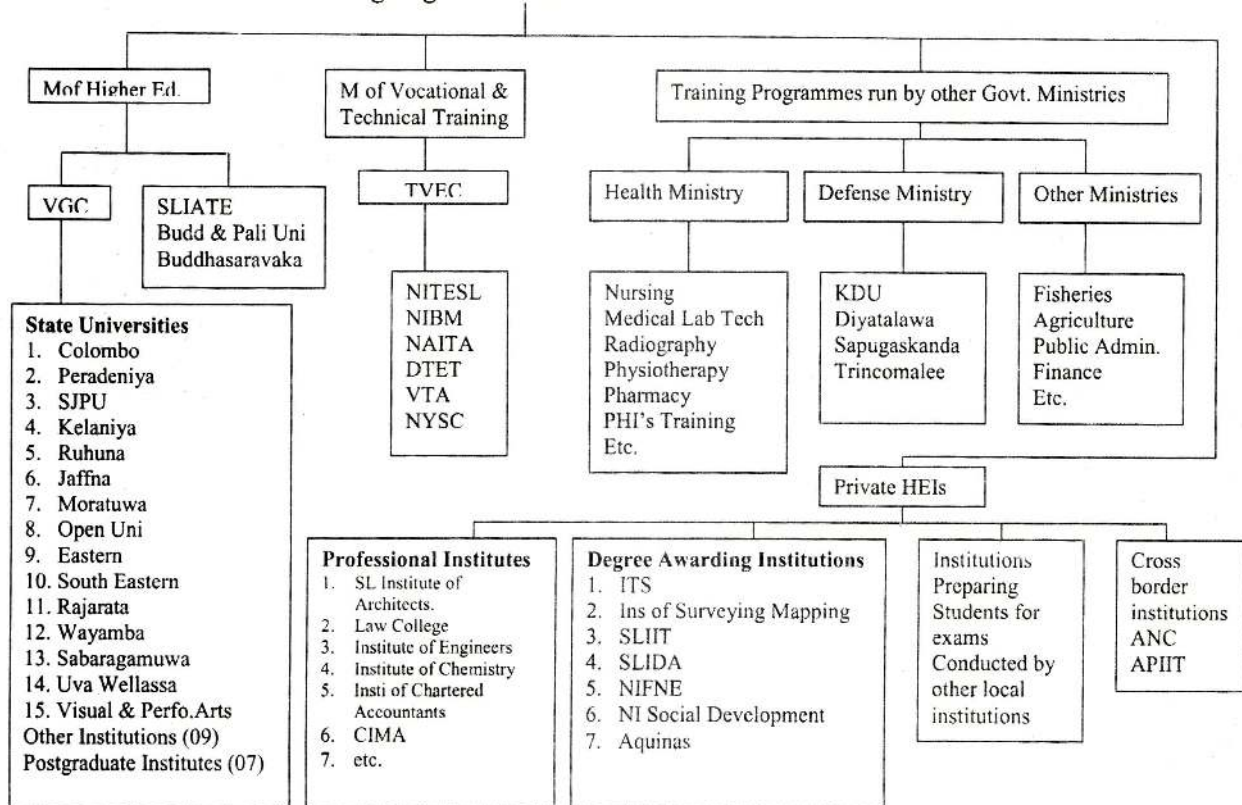 Mof Higher Ed.
M of Vocational &
Technical Training
Training Programmes run by other Govt. Ministries
VGC
SLIATE
Budd & Pali Uni
Buddhasaravaka
TVEC
Health Ministry
Defense Ministry
Other Ministries
NITESL
NIBM
NAITA
DTET
VTA
NYSC
Nursing
Medical Lab Tech
Radiography
Physiotherapy
Pharmacy
PHI's Training
Etc.
KDU
Diyatalawa
Sapugaskanda
Trincomalee
Fisheries
Agriculture
Public Admin.
Finance
Etc.
State Universities
1. Colombo
2. Peradeniya
3. SJPU
4. Kelaniya
5. Ruhuna
6. Jaffna
7. Moratuwa
8. Open Uni
9. Eastern
10. South Eastern
11. Rajarata
12. Wayamba
13. Sabaragamuwa
14. Uva Wellassa
15. Visual & Perfo.Arts
Other Institutions (09)
Postgraduate Institutes (07)
Private HEIs
Professional Institutes
1. SL Institute of
Architects.
2. Law College
3. Institute of Engineers
4. Institute of Chemistry
5. Insti of Chartered
Accountants
6. CIMA
7. etc.
Degree Awarding Institutions
1. ITS
2. Ins of Surveying Mapping
3. SLIIT
4. SLIDA
5. NIFNE
6. NI Social Development
7. Aquinas
Institutions
Preparing
Students for
exams
Conducted by
other local
institutions
Cross
border
institutions
ANC
APIIT